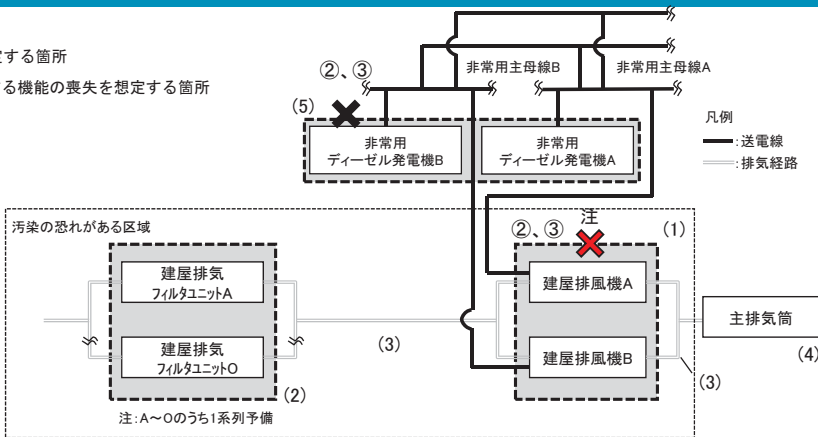 定する箇所
る機能の喪失を想定する箇所
②、③
非常用主母線B
非常用主母線A
(5)
非常用
ディーゼル発電機B
非常用
ディーゼル発電機A
凡例
:送電線
:排気経路
汚染の恐れがある区域
②、③
注
(1)
建屋排気
フィルタユニットA
建屋排風機A
主排気筒
建屋排気
フィルタユニットO
(3)
建屋排風機B
(4)
(2)
(3)
注:A～Oのうち1系列予備